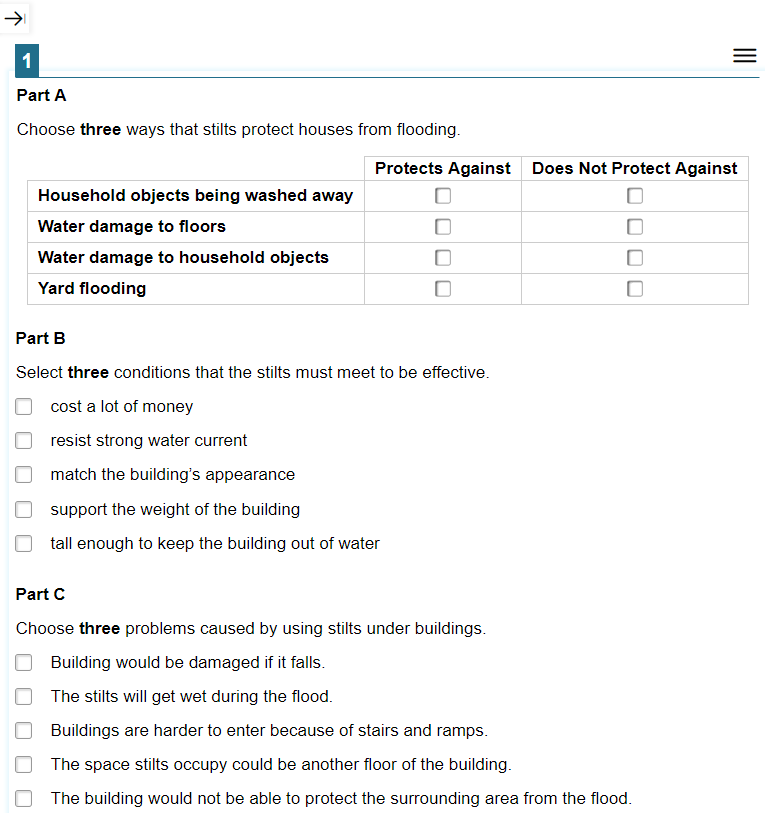 1
Part A
Choose three ways that stilts protect houses from flooding.
Protects Against Does Not Protect Against
Household objects being washed away
Water damage to floors
Water damage to household objects
Yard flooding
Part B
Select three conditions that the stilts must meet to be effective.
cost a lot of money
resist strong water current
match the building’s appearance
support the weight of the building
tall enough to keep the building out of water
Part C
Choose three problems caused by using stilts under buildings.
Building would be damaged if it falls.
The stilts will get wet during the flood.
Buildings are harder to enter because of stairs and ramps.
The space stilts occupy could be another floor of the building.
The building would not be able to protect the surrounding area from the flood.